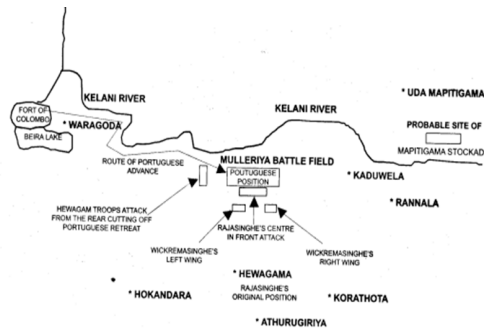 KELANI RIVER
KELANI RIVER
* UDA MAPITIGAMA
FORT OF
COLOMBO
* WARAGODA
BEIRA LAKE
PROBABLE SITE OF
MAPITIGAMA STOCKAD
ROUTE OF PORTUGUESE
ADVANCE
MULLERIYA BATTLE FIELD
POUTUGUESE
POSITION
* KADUWELA
* RANNALA
HEWAGAM TROOPS ATTACK
FROM THE REAR CUTTING OFF
PORTUGUESE RETREAT
RAJASINGHE'S CENTRE
IN FRONT ATTACK
WICKREMASINGHE'S
LEFT WING
WICKREMASINGHE'S
RIGHT WING
* HEWAGAMA
RAJASINGHE'S
ORIGINAL POSITION
* HOKANDARA
* KORATHOTA
* ATHURUGIRIYA